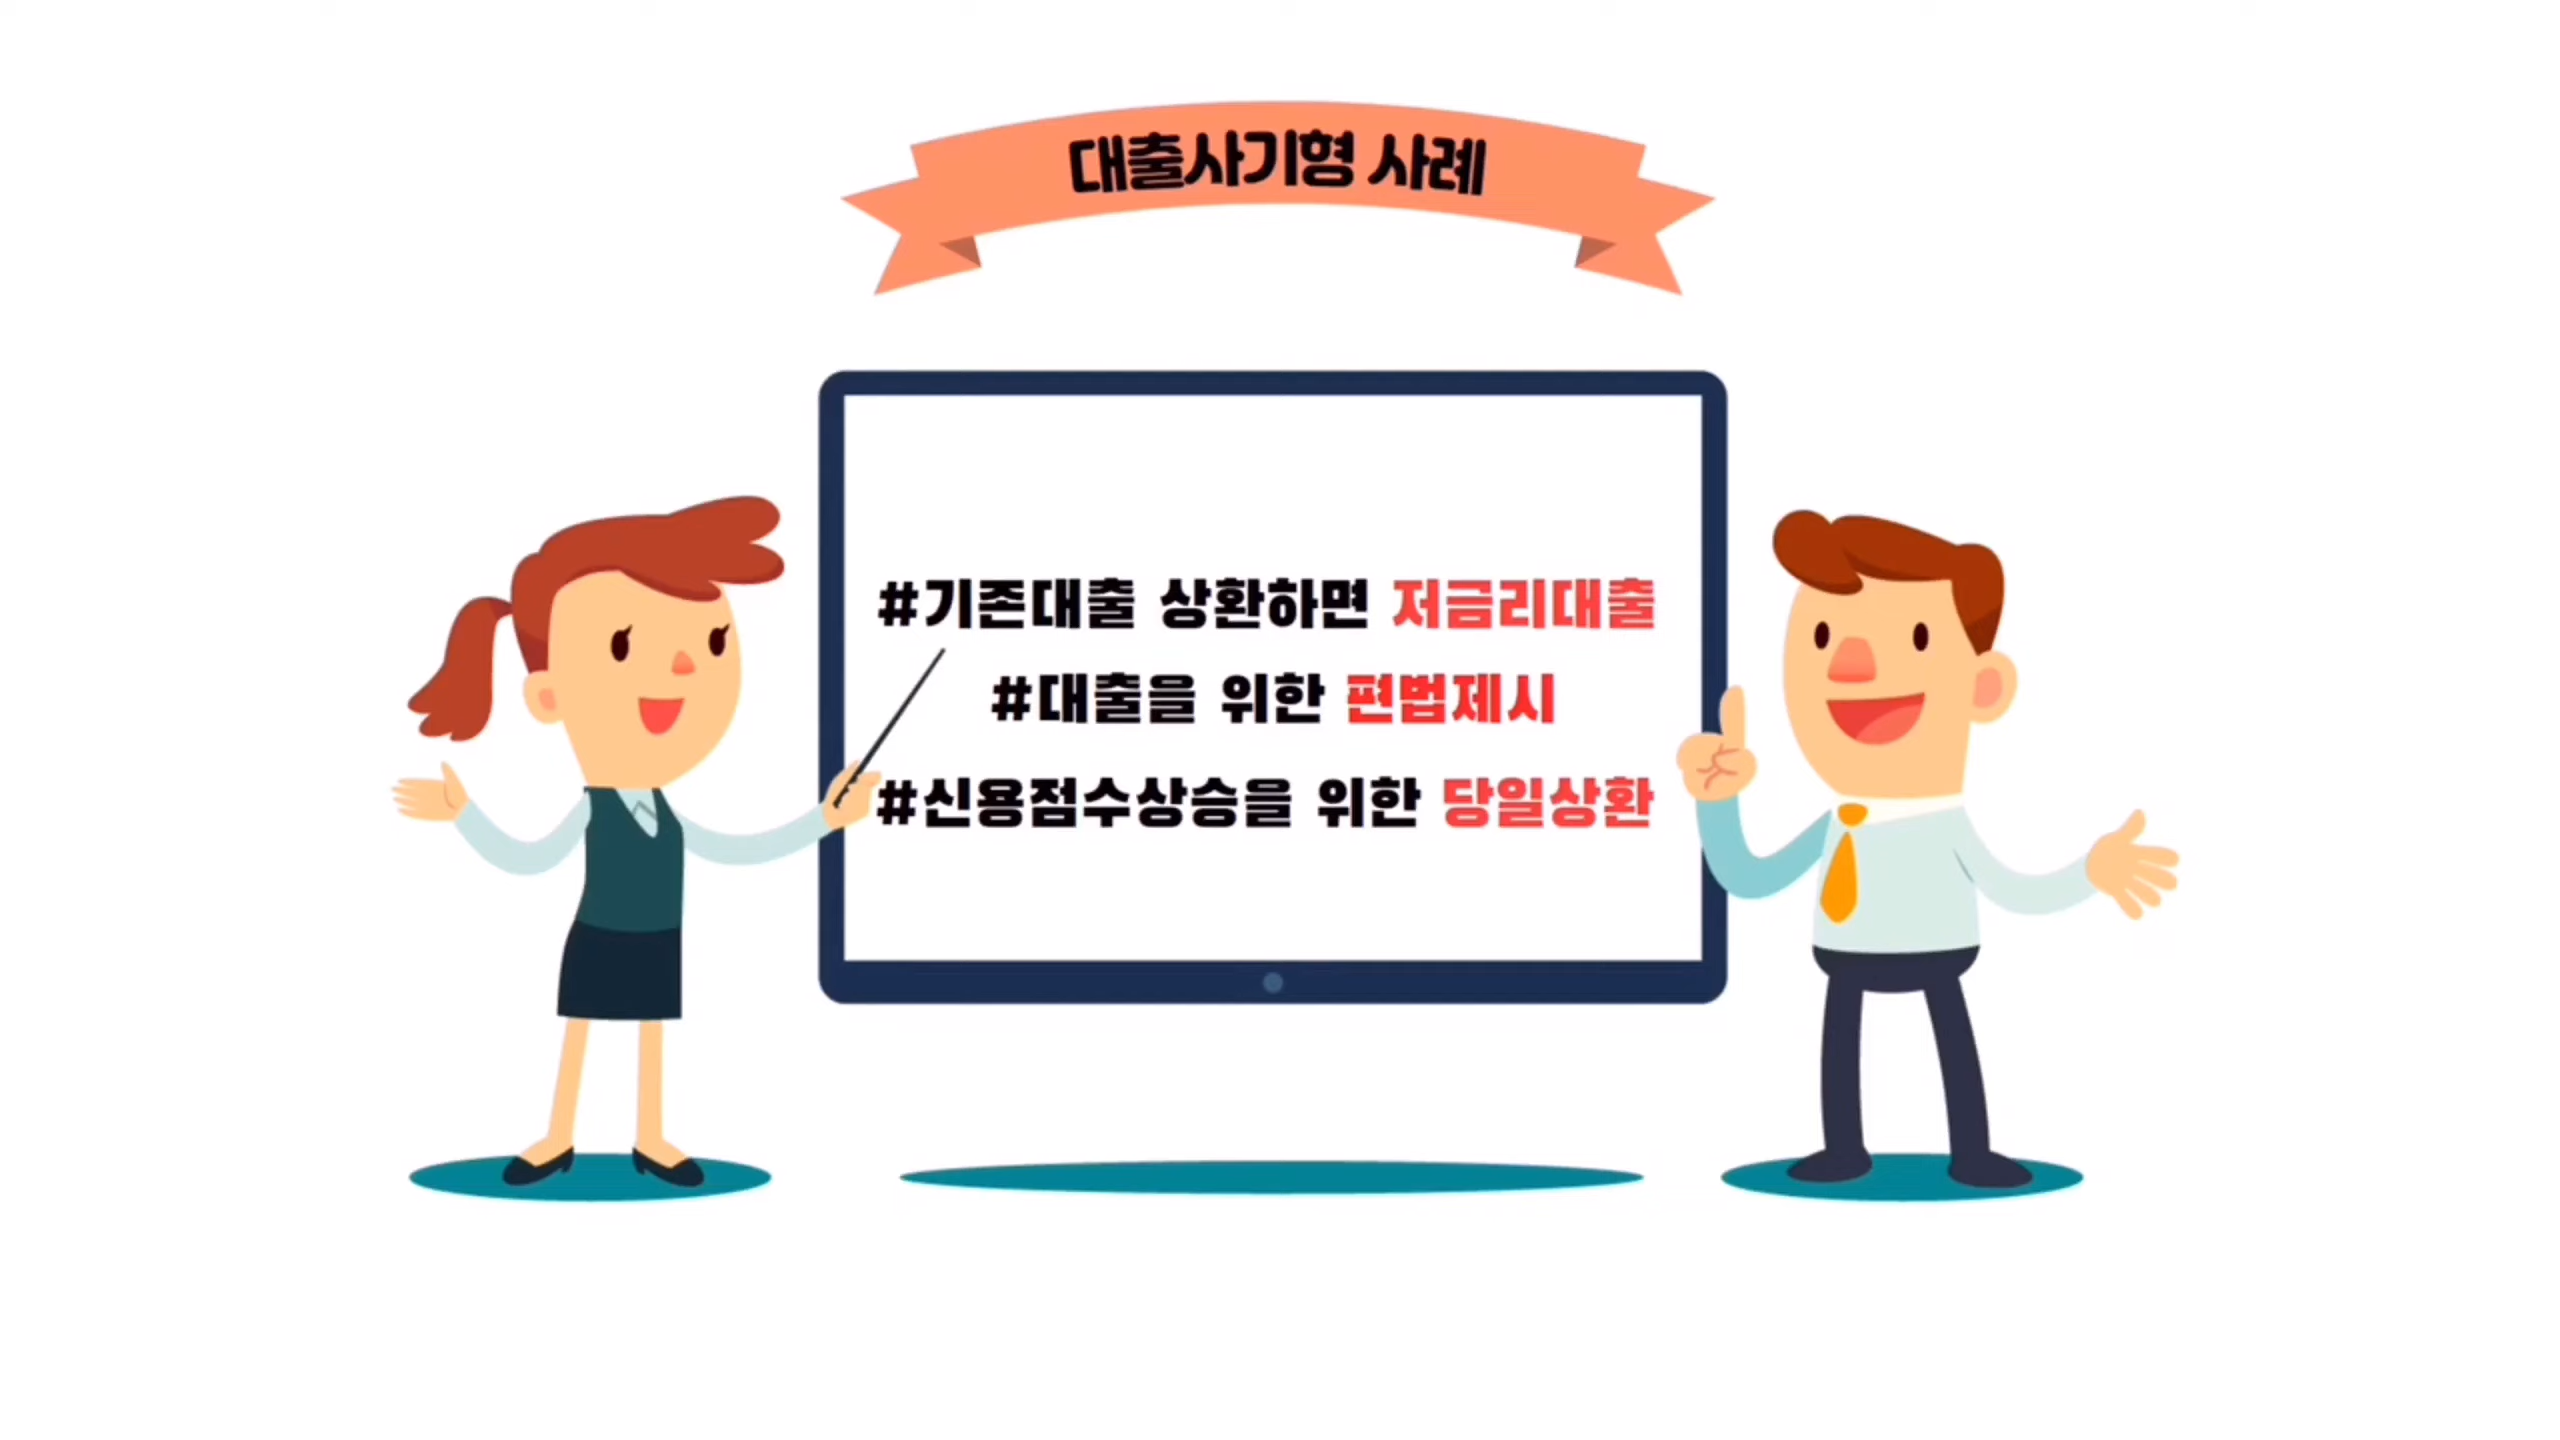 대출사기형 사례
#기존대출 상환하면 저금리대출
#대출을 위한 편법제시
#신용점수상승을 위한 당일상환